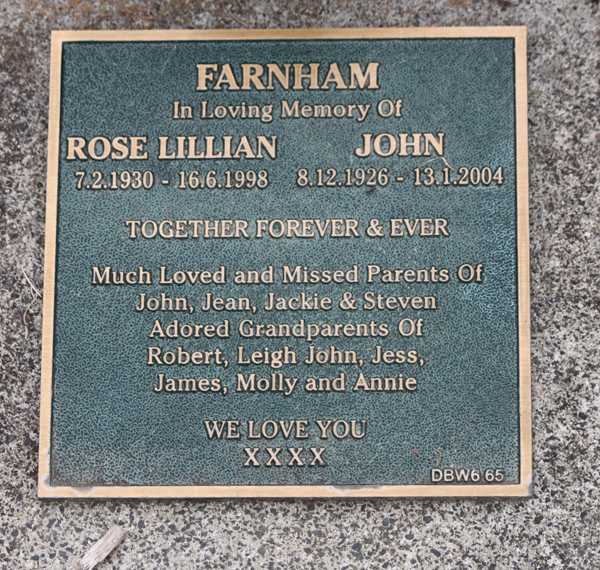 FARNHAM
In Loving Memory Of
ROSE LILLIAN JOHN
7.2.1930 - 16.6.1998 8.12.1926 - 13.1.2004
TOGETHER FOREVER & EVER
Much Loved and Missed Parents Of
John, Jean, Jackie & Steven
Adored Grandparents Of
Robert, Leigh John, Jess,
James, Molly and Annie
WE LOVE YOU
X X X X
DBW6 65